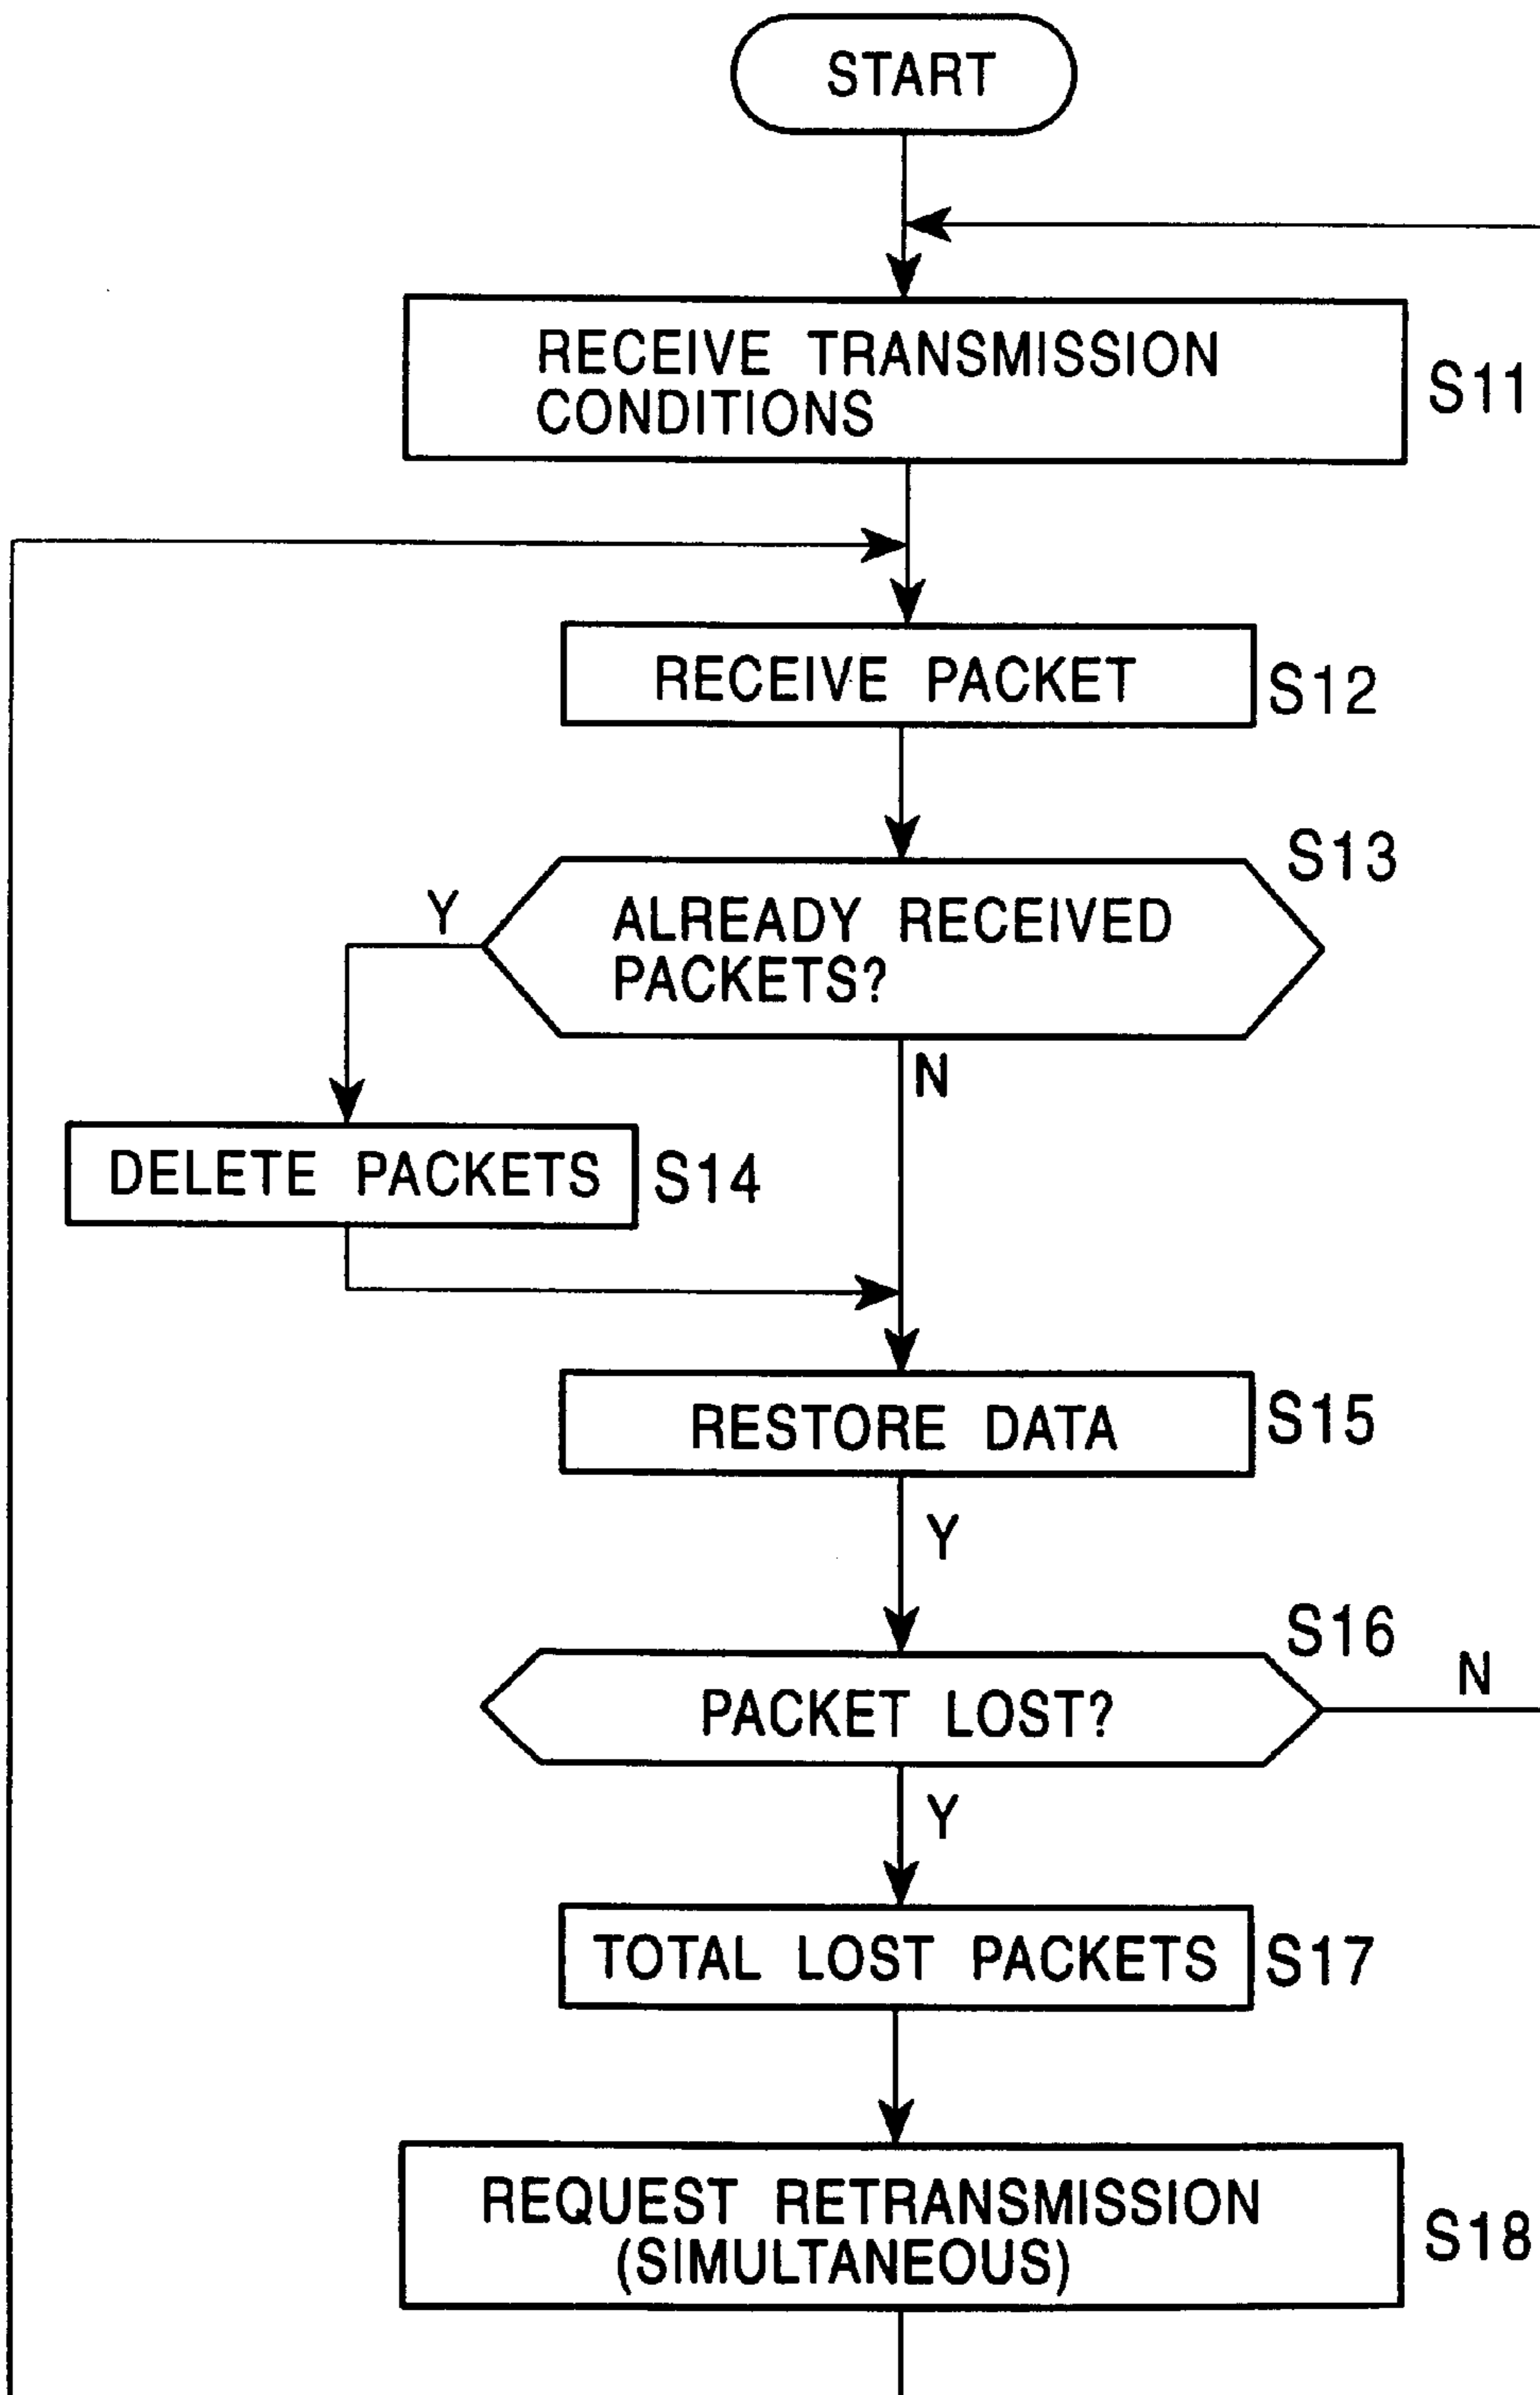 START
RECEIVE TRANSMISSION
CONDITIONS
S11
RECEIVE PACKET
S12
S13
Y
ALREADY RECEIVED
PACKETS?
N
DELETE PACKETS
S14
RESTORE DATA
S15
Y
S16
PACKET LOST?
N
Y
TOTAL LOST PACKETS
S17
REQUEST RETRANSMISSION
(SIMULTANEOUS)
S18